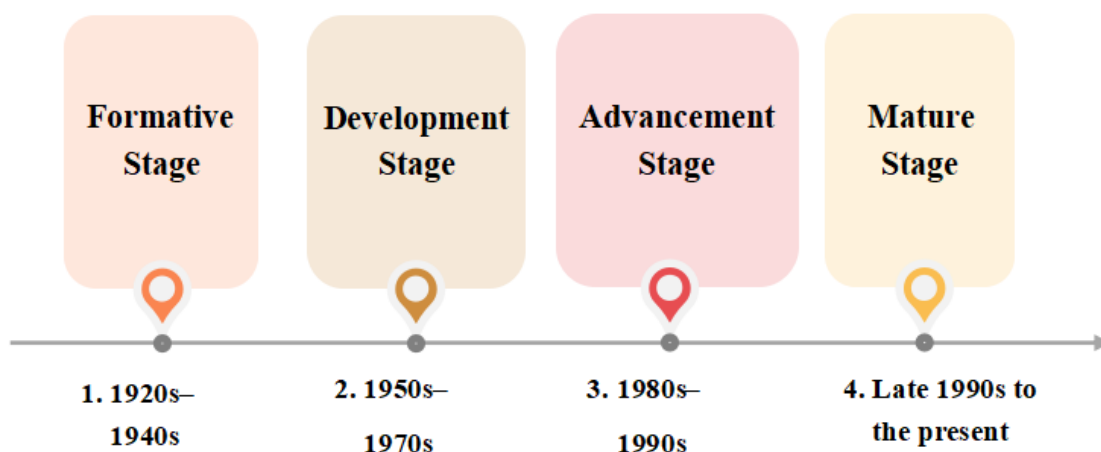 Formative
Stage
Development
Stage
Advancement
Stage
Mature
Stage
1. 1920s–
1940s
2. 1950s–
1970s
3. 1980s–
1990s
4. Late 1990s to
the present